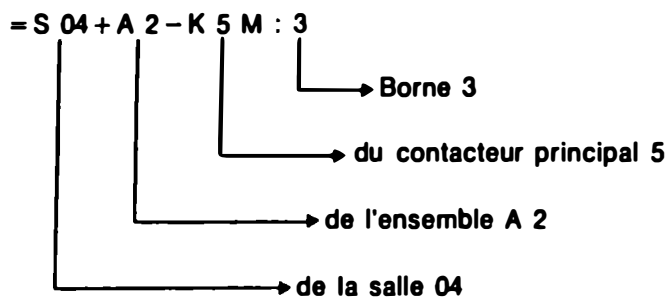 = S 04 + A 2 - K 5 M : 3
Borne 3
du contacteur principal 5
de l'ensemble A 2
de la salle 04